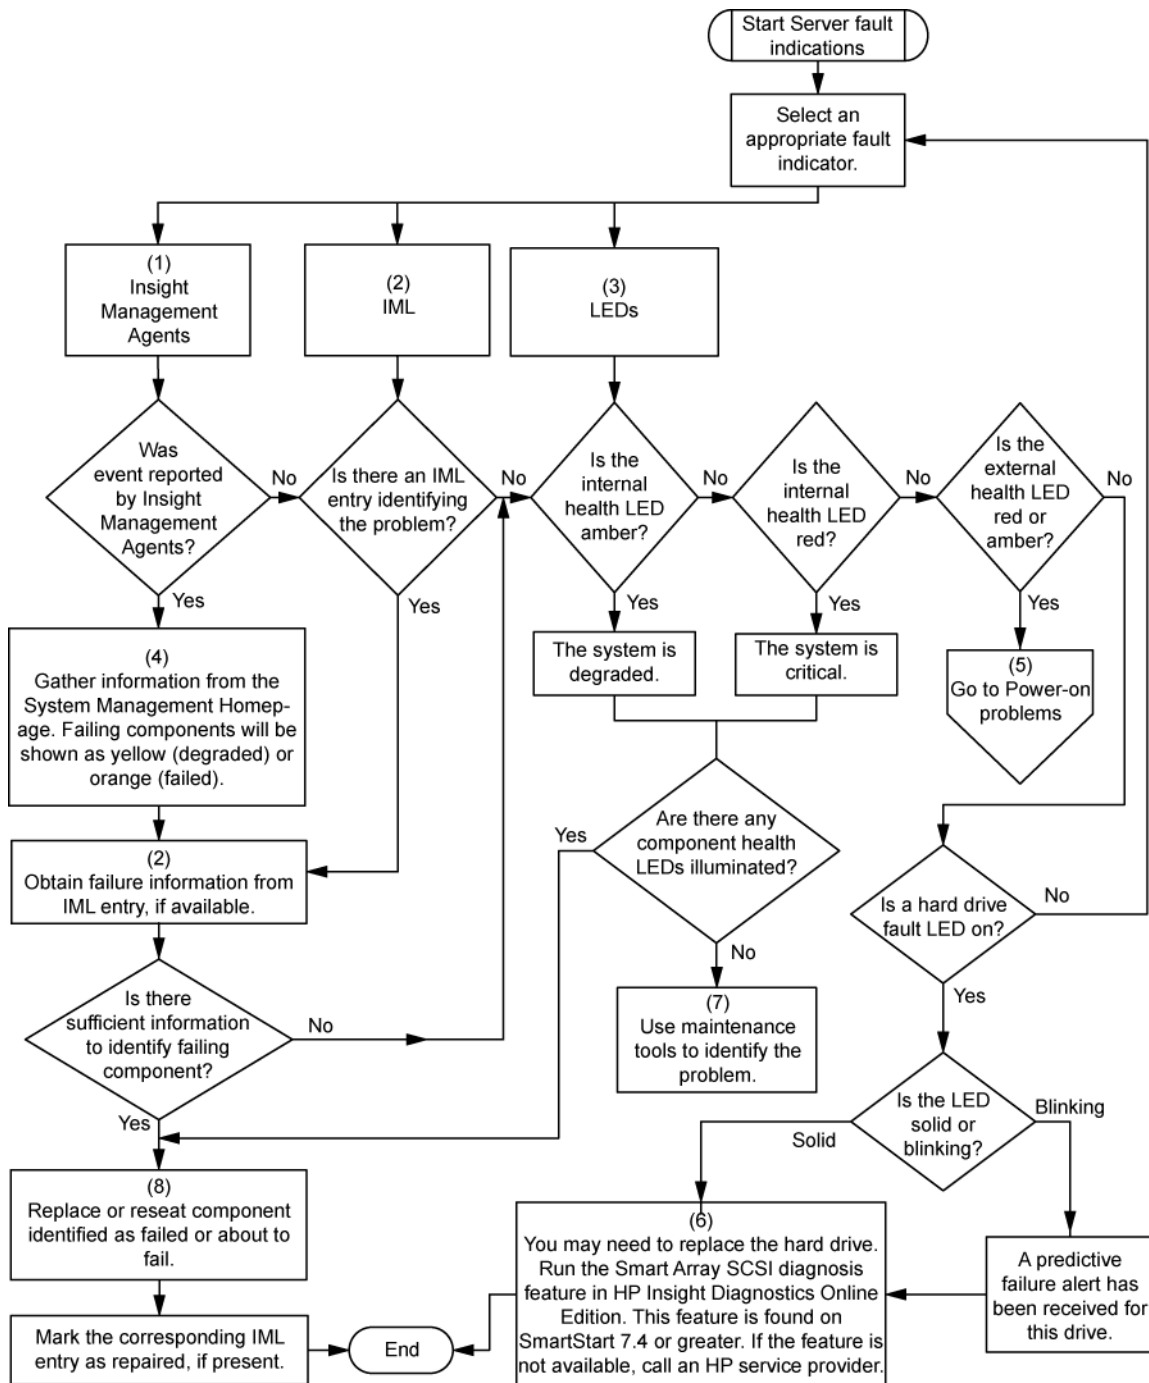 Start Server fault
indications
Select an
appropriate fault
indicator.
(1)
Insight
Management
Agents
(2)
IML
(3)
LEDs
Was
event reported
by Insight
Management
Agents?
No
Yes
Is there an IML
entry identifying
the problem?
No
Yes
Is the
internal
health LED
amber?
No
Yes
Is the
internal
health LED
red?
No
Yes
Is the
external
health LED
red or
amber?
No
Yes
(4)
Gather information from the
System Management Homep-
age. Failing components will be
shown as yellow (degraded) or
orange (failed).
The system is
degraded.
The system is
critical.
(5)
Go to Power-on
problems
(2)
Obtain failure information from
IML entry, if available.
Are there any
component health
LEDs illuminated?
Yes
No
Is a hard drive
fault LED on?
No
Yes
Is there
sufficient information
to identify failing
component?
No
Yes
(7)
Use maintenance
tools to identify the
problem.
Is the LED
solid or
blinking?
Solid
Blinking
(8)
Replace or reseat component
identified as failed or about to
fail.
(6)
You may need to replace the hard drive.
Run the Smart Array SCSI diagnosis
feature in HP Insight Diagnostics Online
Edition. This feature is found on
SmartStart 7.4 or greater. If the feature is
not available, call an HP service provider.
A predictive
failure alert has
been received for
this drive.
Mark the corresponding IML
entry as repaired, if present.
End